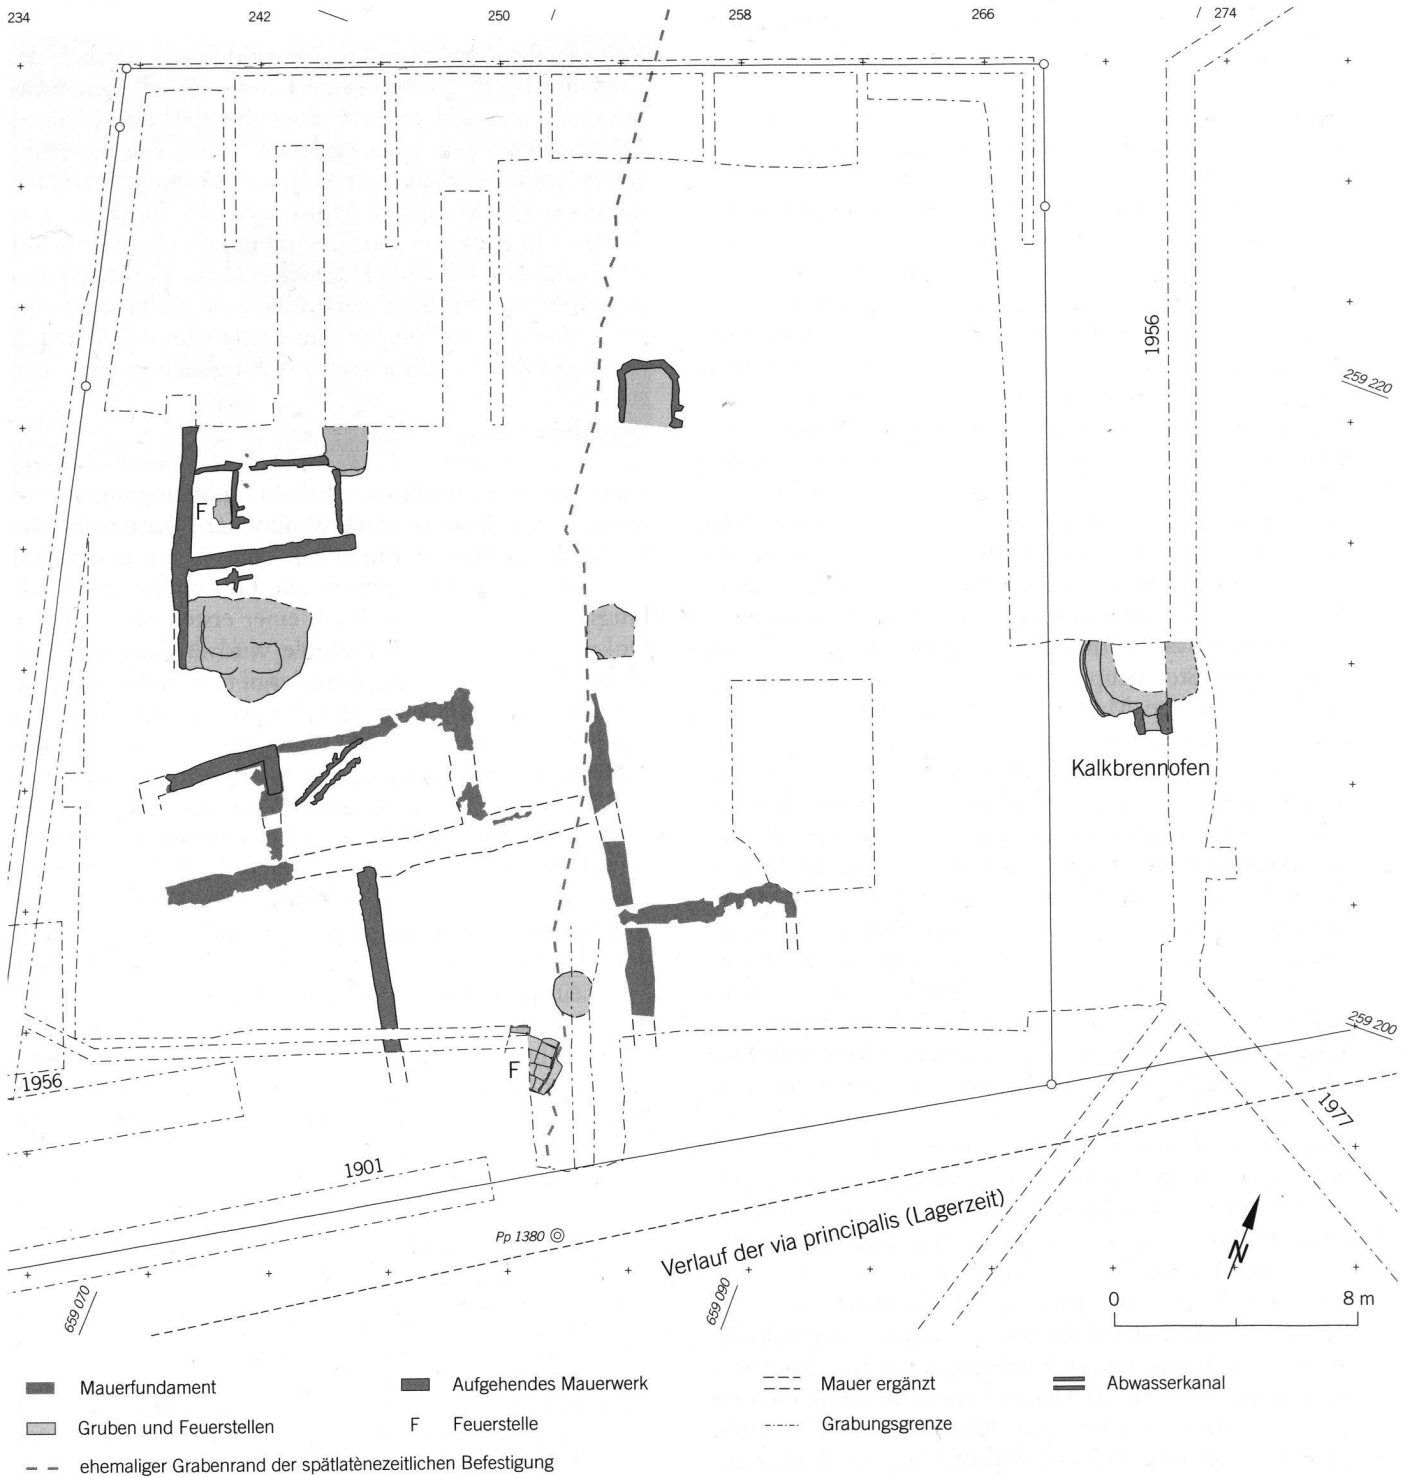 234 242 250 / 258 266 / 274
1956
259 220
F
Kalkbrennofen
259 200
F
1956
1977
1901
Pp 1380
Verlauf der via principalis (Lagerzeit)
N
659 070
659 090
0 8 m
Mauerfundament Aufgehendes Mauerwerk Mauer ergänzt Abwasserkanal
Gruben und Feuerstellen F Feuerstelle Grabungsgrenze
ehemaliger Grabenrand der spätlatènezeitlichen Befestigung